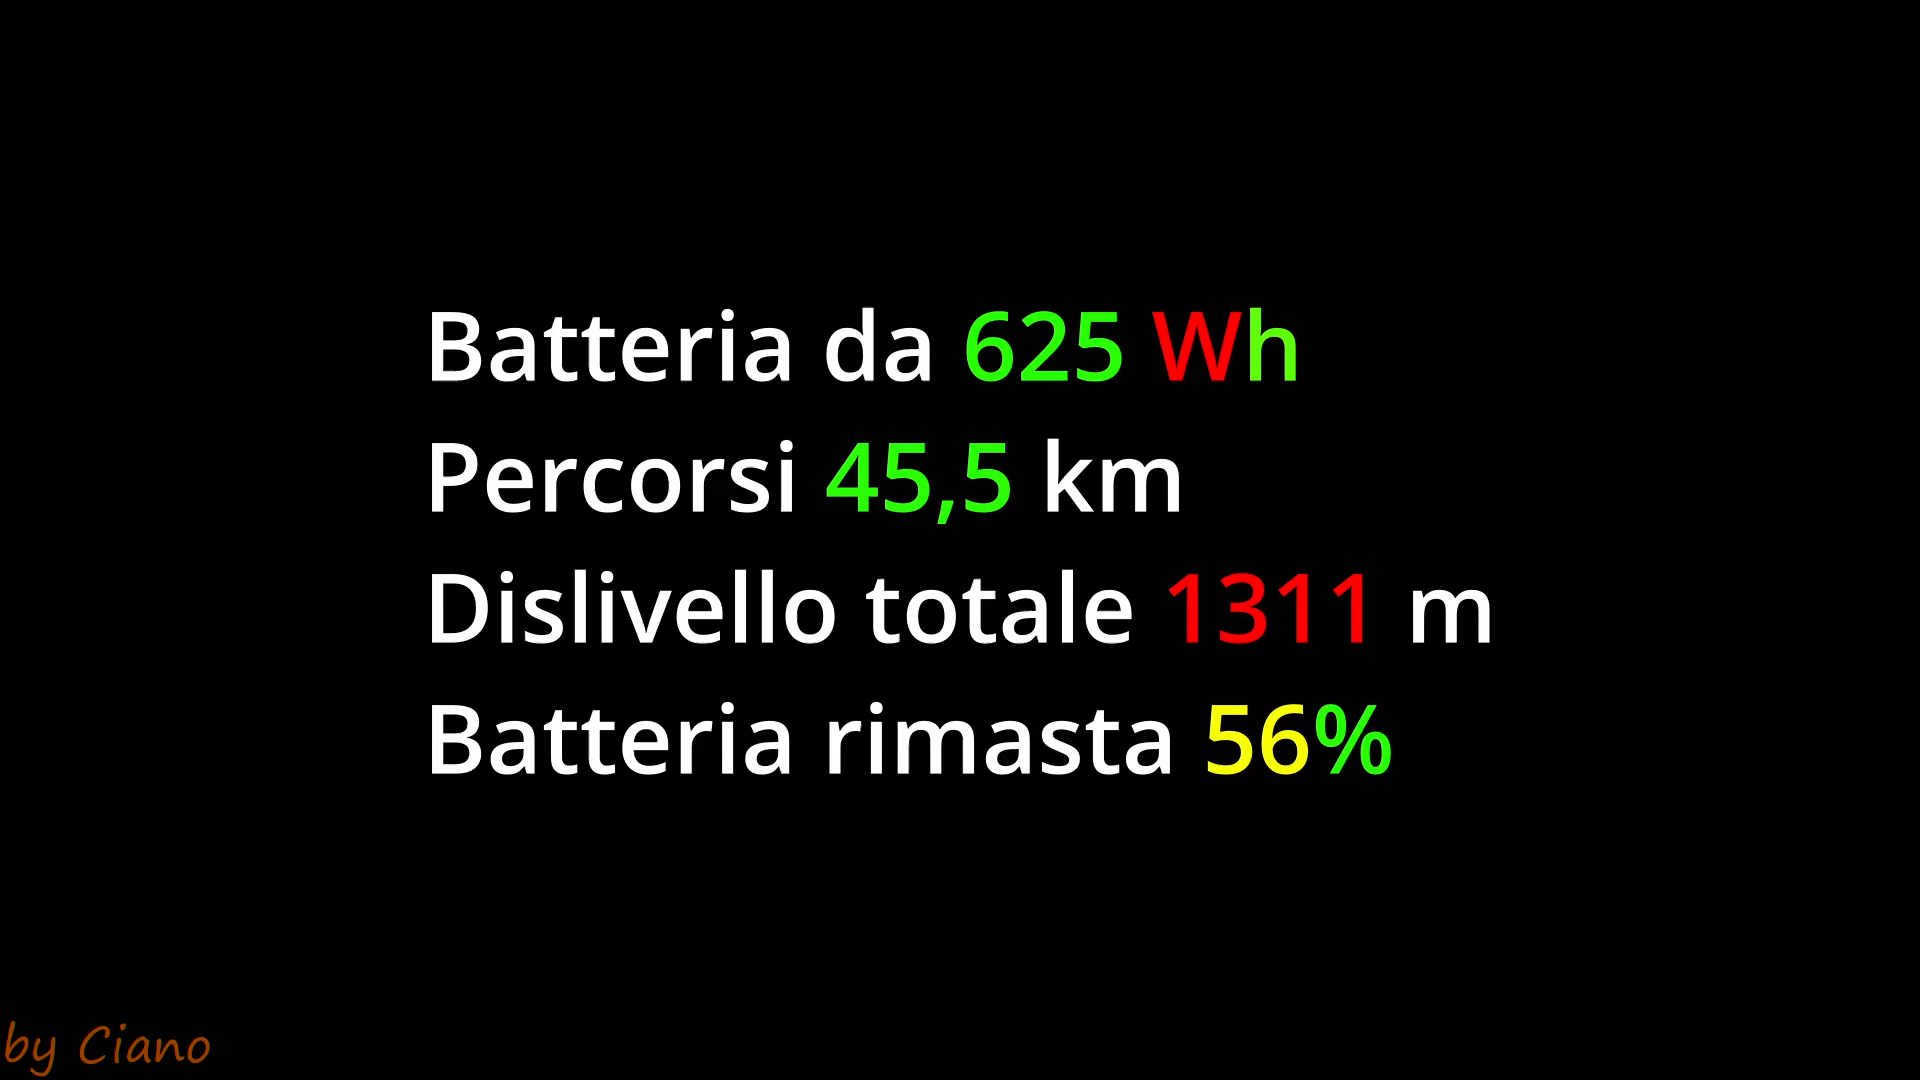 Batteria da 625 Wh
Percorsi 45,5 km
Dislivello totale 1311 m
Batteria rimasta 56%
by Ciano